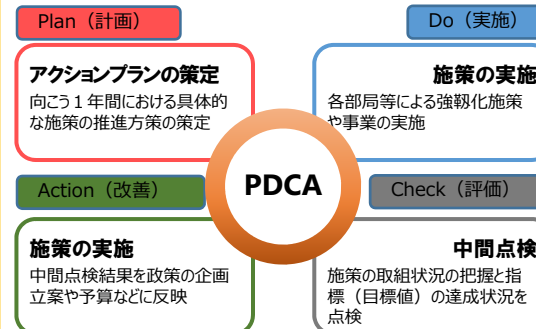 Plan（計画）
アクションプランの策定
向こう１年間における具体的
な施策の推進方策の策定
Do（実施）
施策の実施
各部局等による強靱化施策
や事業の実施
PDCA
Action（改善）
施策の実施
中間点検結果を政策の企画
立案や予算などに反映
Check（評価）
中間点検
施策の取組状況の把握と指
標（目標値）の達成状況を
点検